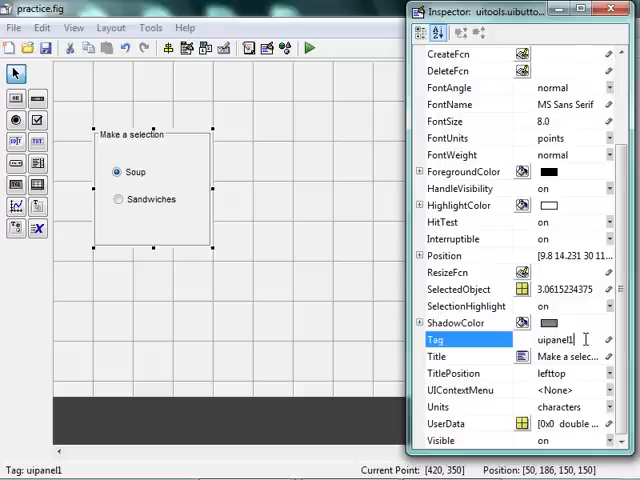 practice.fig
File Edit View Layout Tools Help
Make a selection
Soup
Sandwiches
Tag: uipanel1
Current Point: [420, 350]
Position: [50, 186, 150, 150]
Inspector: uitools.uibutto...
CreateFcn
DeleteFcn
FontAngle normal
FontName MS Sans Serif
FontSize 8.0
FontUnits points
FontWeight normal
ForegroundColor
HandleVisibility on
HighlightColor
HitTest on
Interruptible on
Position [9.8 14.231 30 11...
ResizeFcn
SelectedObject 3.0615234375
SelectionHighlight on
ShadowColor
Tag uipanel1
Title Make a selec...
TitlePosition lefttop
UIContextMenu <None>
Units characters
UserData [0x0 double ...
Visible on